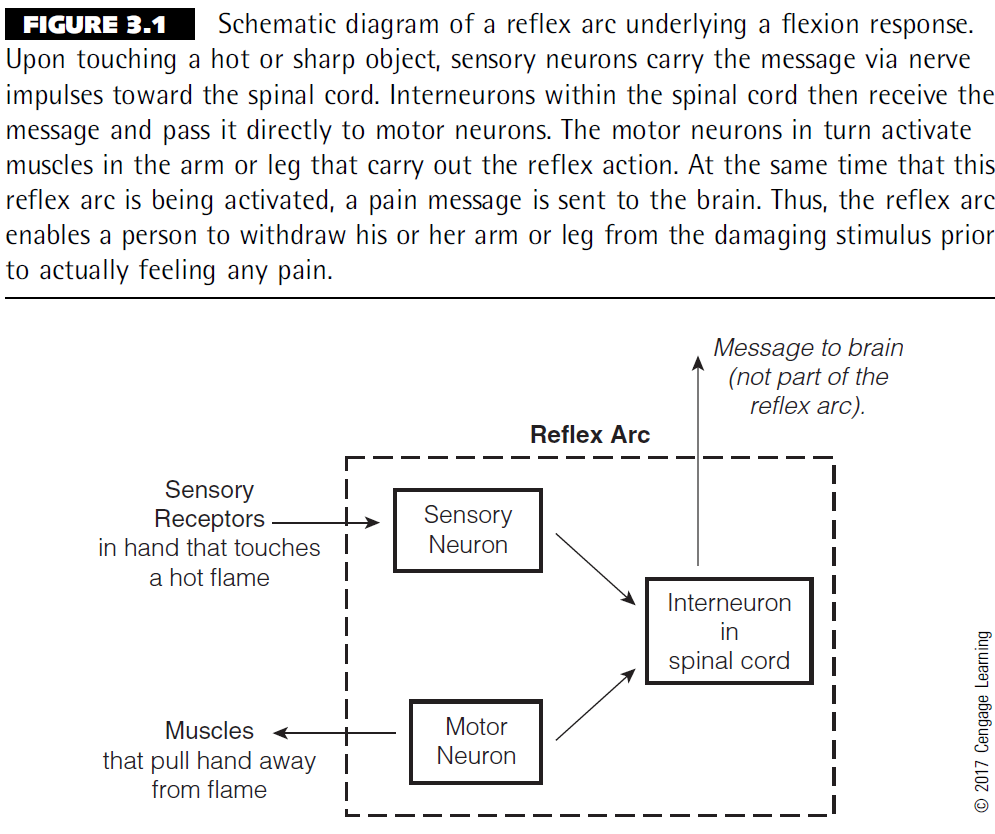 FIGURE 3.1 Schematic diagram of a reflex arc underlying a flexion response.
Upon touching a hot or sharp object, sensory neurons carry the message via nerve
impulses toward the spinal cord. Interneurons within the spinal cord then receive the
message and pass it directly to motor neurons. The motor neurons in turn activate
muscles in the arm or leg that carry out the reflex action. At the same time that this
reflex arc is being activated, a pain message is sent to the brain. Thus, the reflex arc
enables a person to withdraw his or her arm or leg from the damaging stimulus prior
to actually feeling any pain.
Message to brain
(not part of the
reflex arc).
Reflex Arc
Sensory
Receptors
in hand that touches
a hot flame
Sensory
Neuron
Interneuron
in
spinal cord
Muscles
that pull hand away
from flame
Motor
Neuron
© 2017 Cengage Learning